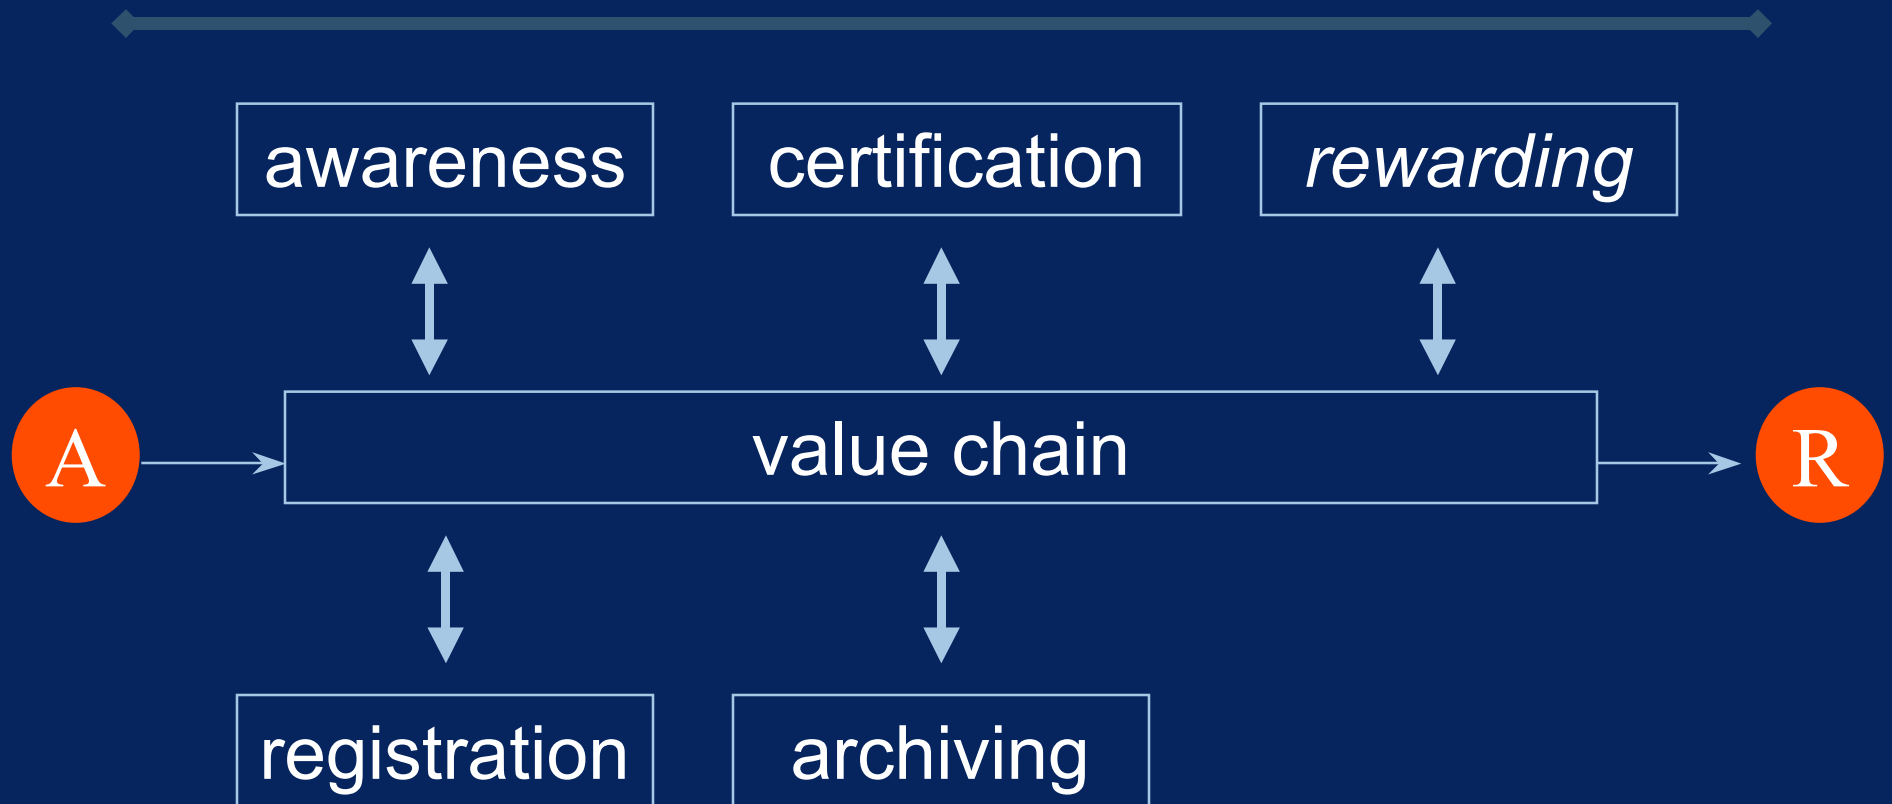 awareness
certification
rewarding
A
value chain
R
registration
archiving